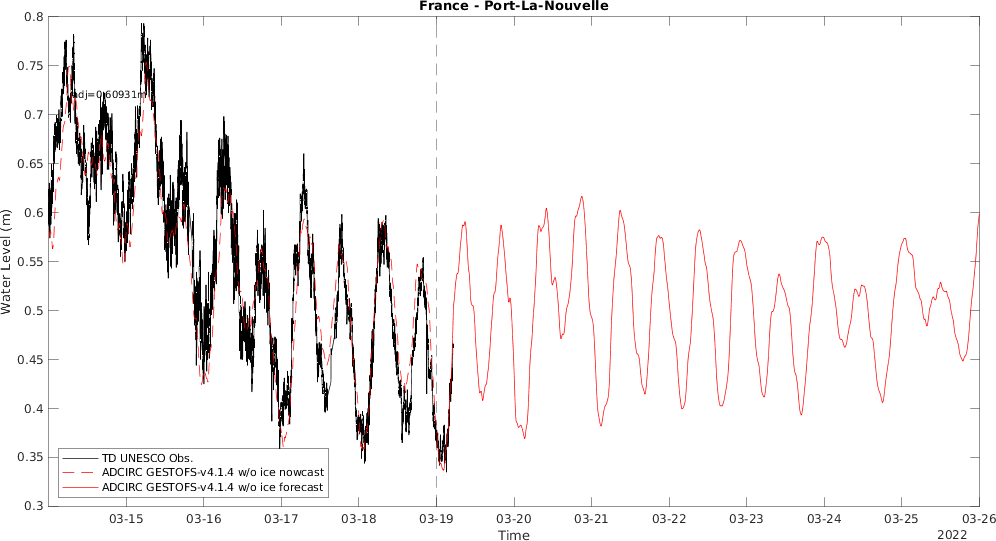 France - Port-La-Nouvelle
0.8
0.75
0.7
0.65
0.6
0.55
0.5
0.45
0.4
0.35
0.3
Water Level (m)
adj=0.60931m
TD UNESCO Obs.
ADCIRC GESTOFS-v4.1.4 w/o ice nowcast
ADCIRC GESTOFS-v4.1.4 w/o ice forecast
03-15 03-16 03-17 03-18 03-19 03-20 03-21 03-22 03-23 03-24 03-25 03-26
Time
2022